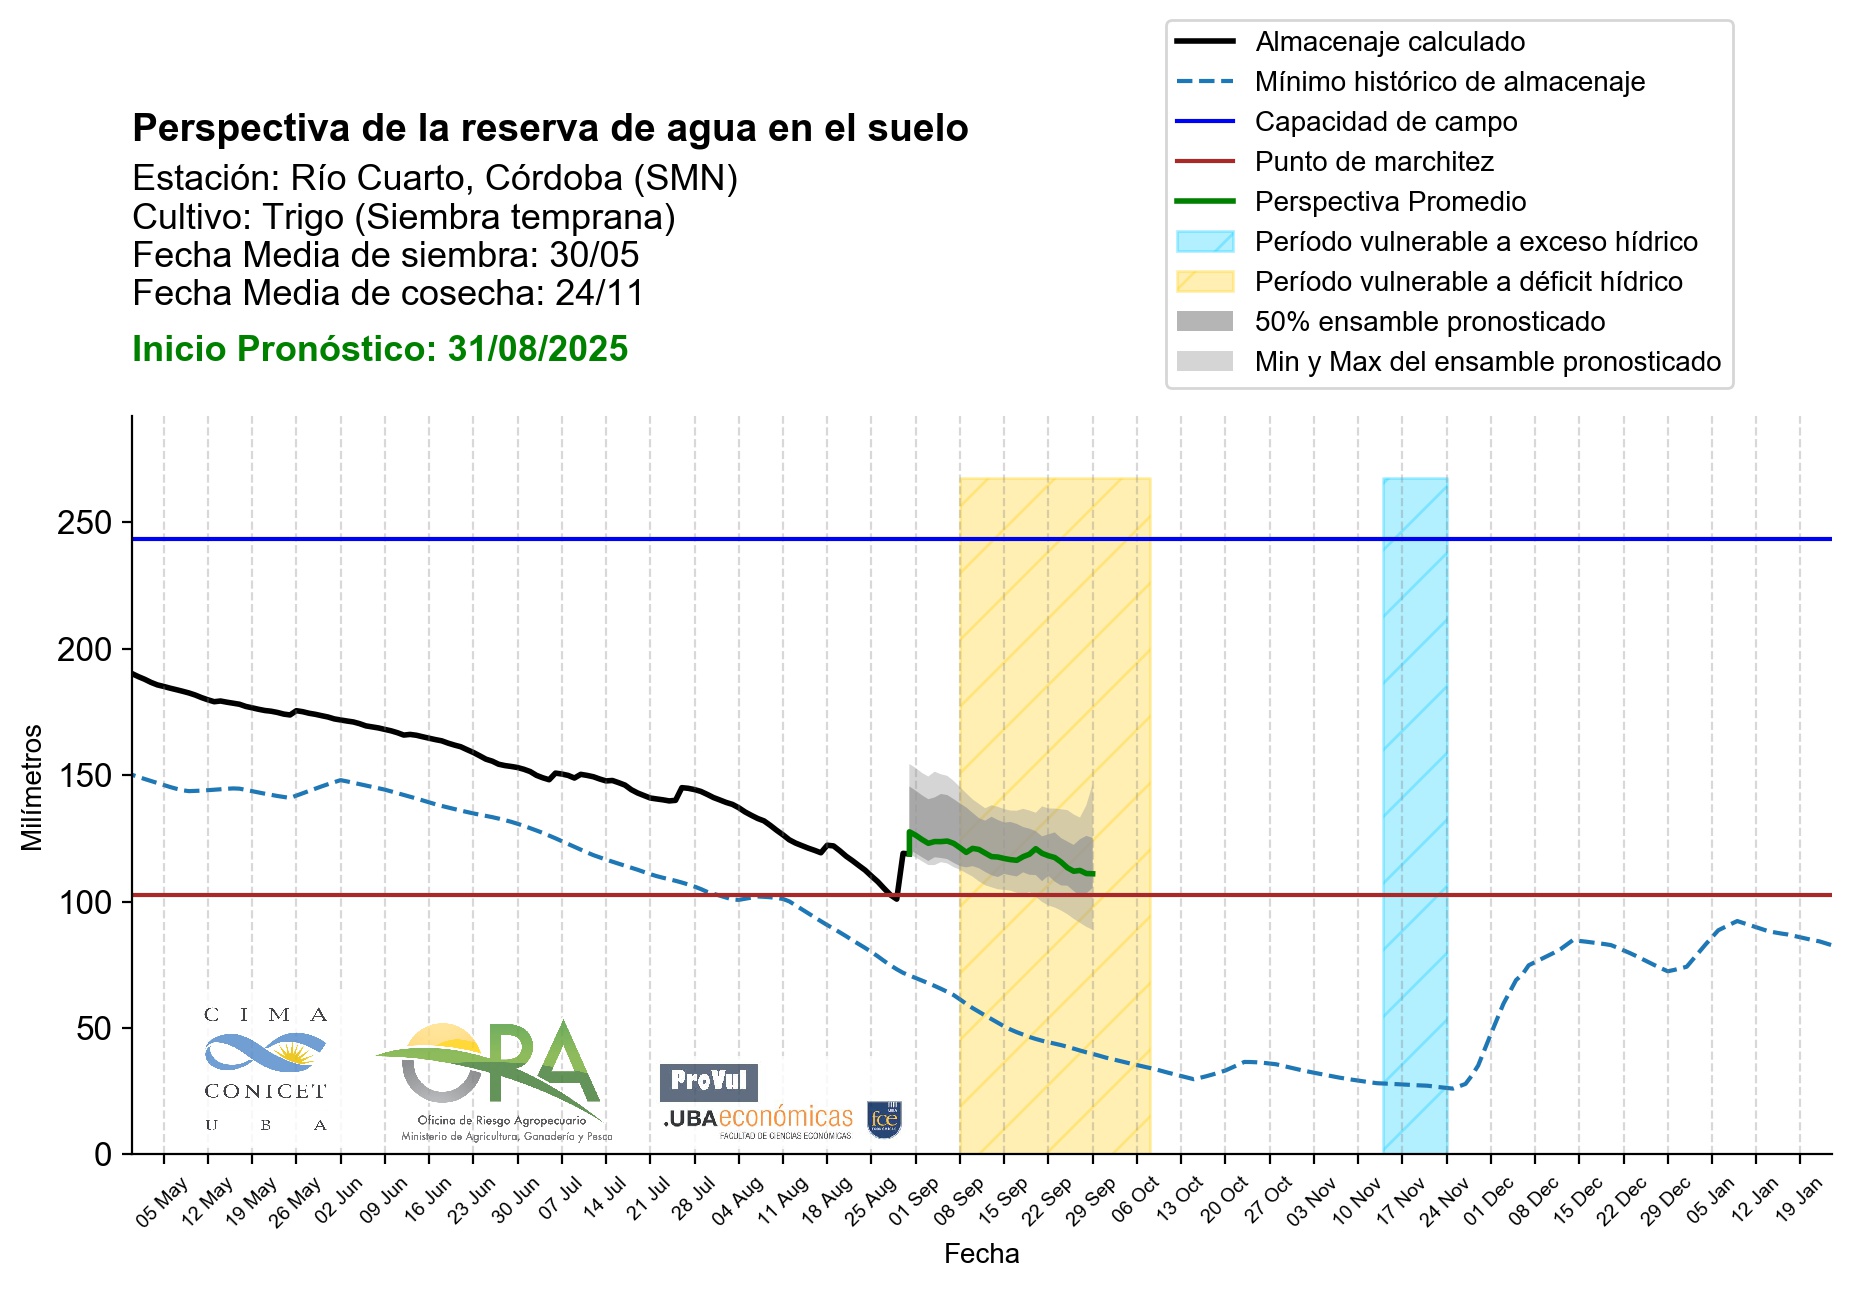 Almacenaje calculado
Mínimo histórico de almacenaje
Capacidad de campo
Punto de marchitez
Perspectiva Promedio
Período vulnerable a exceso hídrico
Período vulnerable a déficit hídrico
50% ensamble pronosticado
Min y Max del ensamble pronosticado
Perspectiva de la reserva de agua en el suelo
Estación: Río Cuarto, Córdoba (SMN)
Cultivo: Trigo (Siembra temprana)
Fecha Media de siembra: 30/05
Fecha Media de cosecha: 24/11
Inicio Pronóstico: 31/08/2025
Milímetros
250
200
150
100
50
0
C I M A
CONICET
U B A
ORA
Oficina de Riesgo Agropecuario
Ministerio de Agricultura, Ganadería y Pesca
ProVul
.UBAeconómicas
FACULTAD DE CIENCIAS ECONÓMICAS
UBA
fce
05 May 12 May 19 May 26 May 02 Jun 09 Jun 16 Jun 23 Jun 30 Jun 07 Jul 14 Jul 21 Jul 28 Jul 04 Aug 11 Aug 18 Aug 25 Aug 01 Sep 08 Sep 15 Sep 22 Sep 29 Sep 06 Oct 13 Oct 20 Oct 27 Oct 03 Nov 10 Nov 17 Nov 24 Nov 01 Dec 08 Dec 15 Dec 22 Dec 29 Dec 05 Jan 12 Jan 19 Jan
Fecha